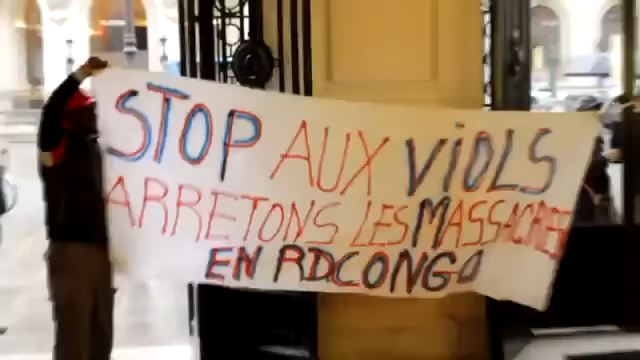 STOP AUX ViOLS
ARRETONS LES MASSACRES
EN RDCONGO